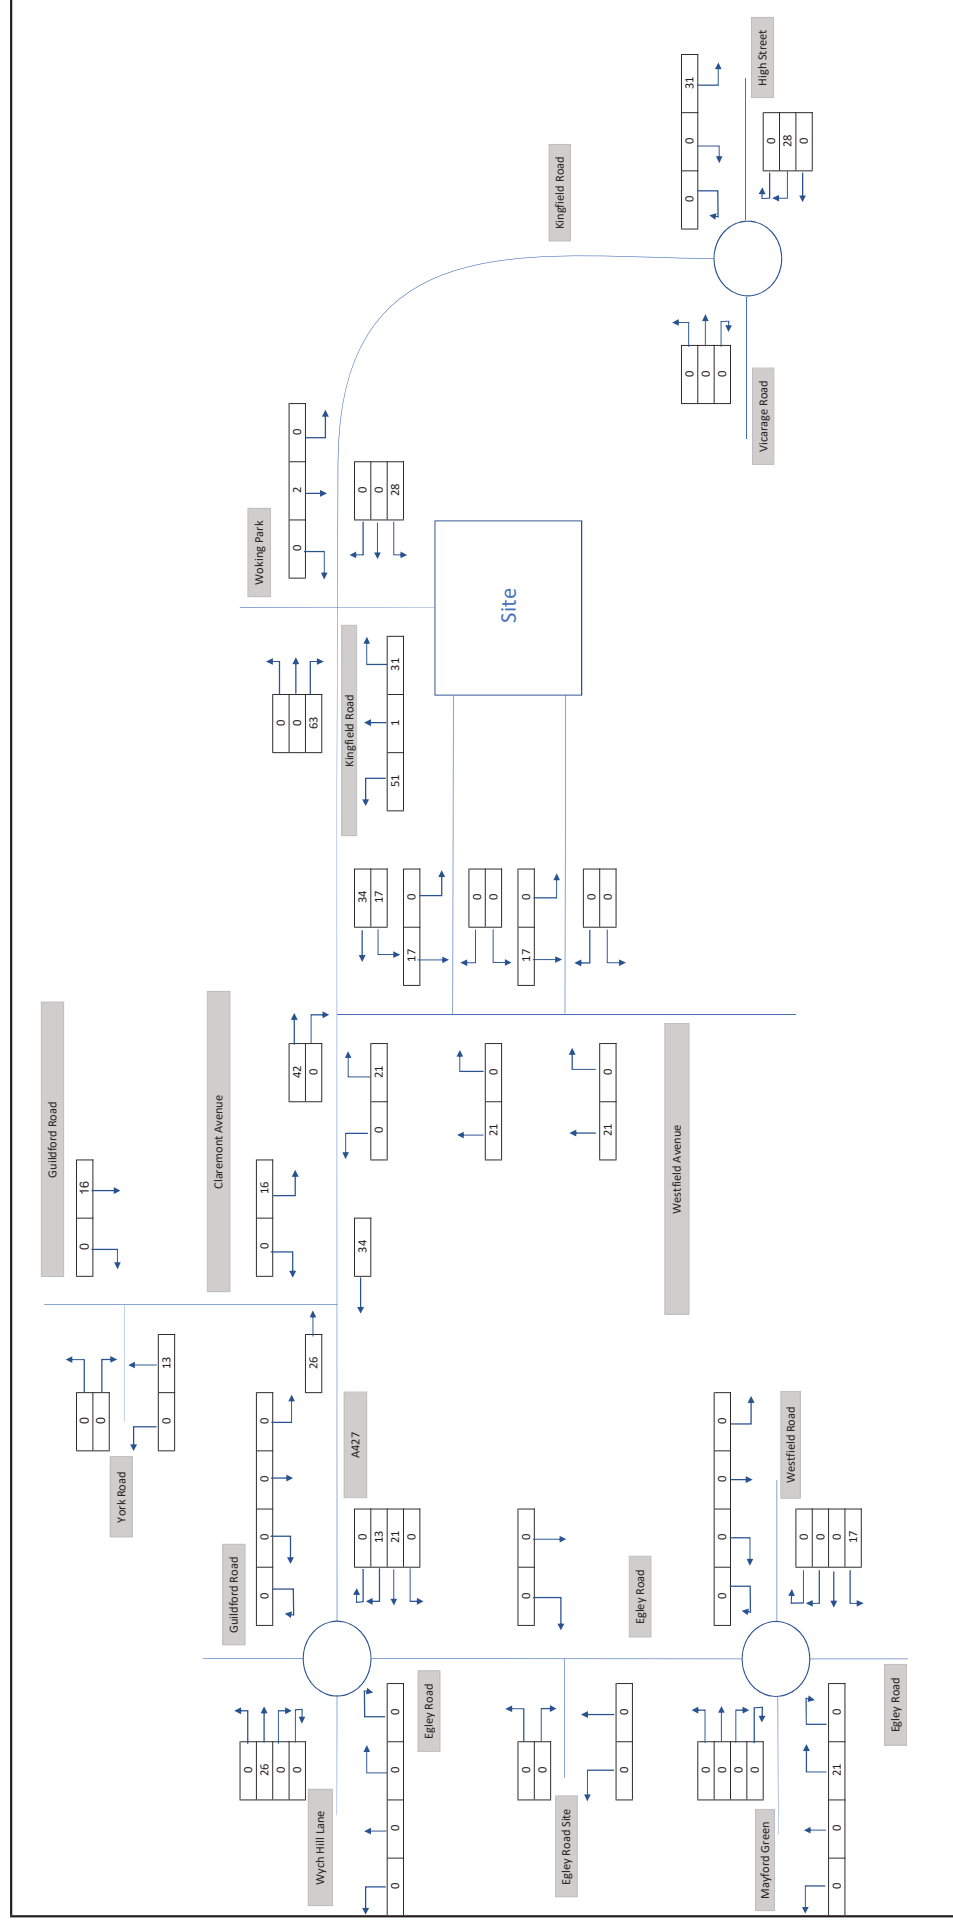 Guildford Road
0 16
0
0
York Road
0 13
Claremont Avenue
0 16
Guildford Road
0 0 0 0
0
26
0
0
Wych Hill Lane
26
A427
0
13
21
0
34
42
0
0 21
Woking Park
0 2 0
0
0
63
Kingfield Road
51 1 31
0
0
28
34
17
17 0
0
0
17 0
0
0
21 0
21 0
Site
Kingfield Road
0 0 0 0
Egley Road
0
0
0 0
Egley Road Site
0 0
Egley Road
Westfield Avenue
0 0 31
High Street
0
28
0
0
0
0
Vicarage Road
0 0 0 0
Westfield Road
0
0
0
17
0
0
0
0
Mayford Green
0 0 21 0
Egley Road